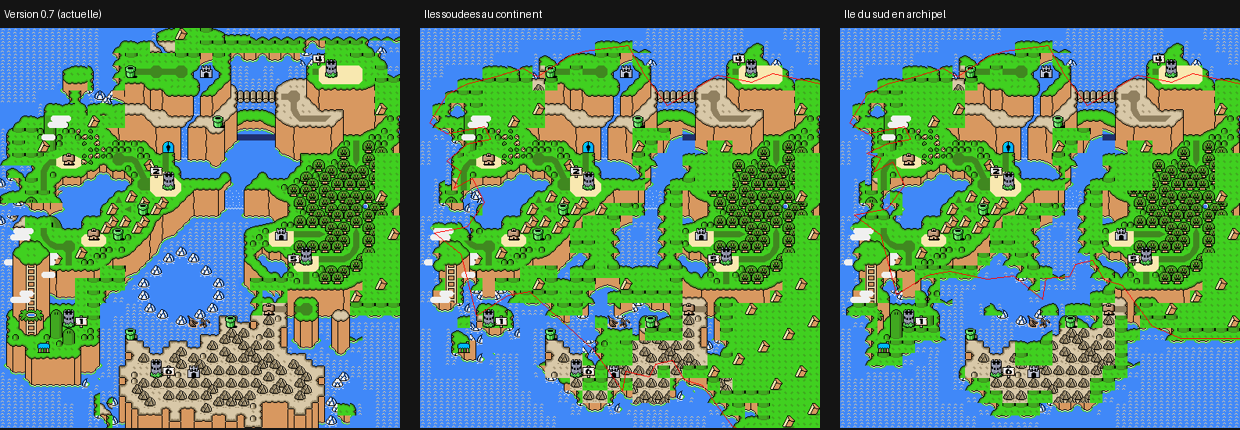 Version 0.7 (actuelle)
Iles soudees au continent
Ile du sud en archipel